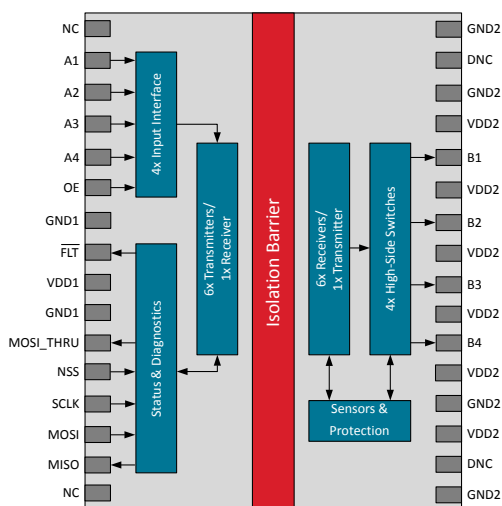 NC
A1
A2
A3
A4
OE
GND1
FLT
VDD1
GND1
MOSI_THRU
NSS
SCLK
MOSI
MISO
NC
4x Input Interface
Status & Diagnostics
6x Transmitters/
1x Receiver
Isolation Barrier
6x Receivers/
1x Transmitter
4x High-Side Switches
Sensors &
Protection
GND2
DNC
GND2
VDD2
B1
VDD2
B2
VDD2
B3
VDD2
B4
VDD2
GND2
VDD2
DNC
GND2